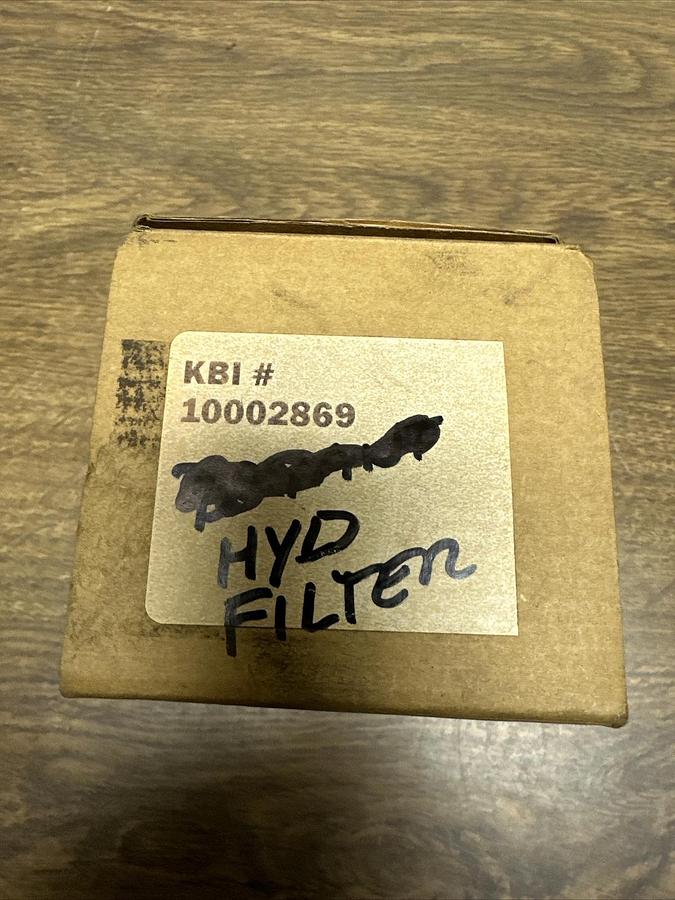 KBI #
10002869
HYD
FILTER